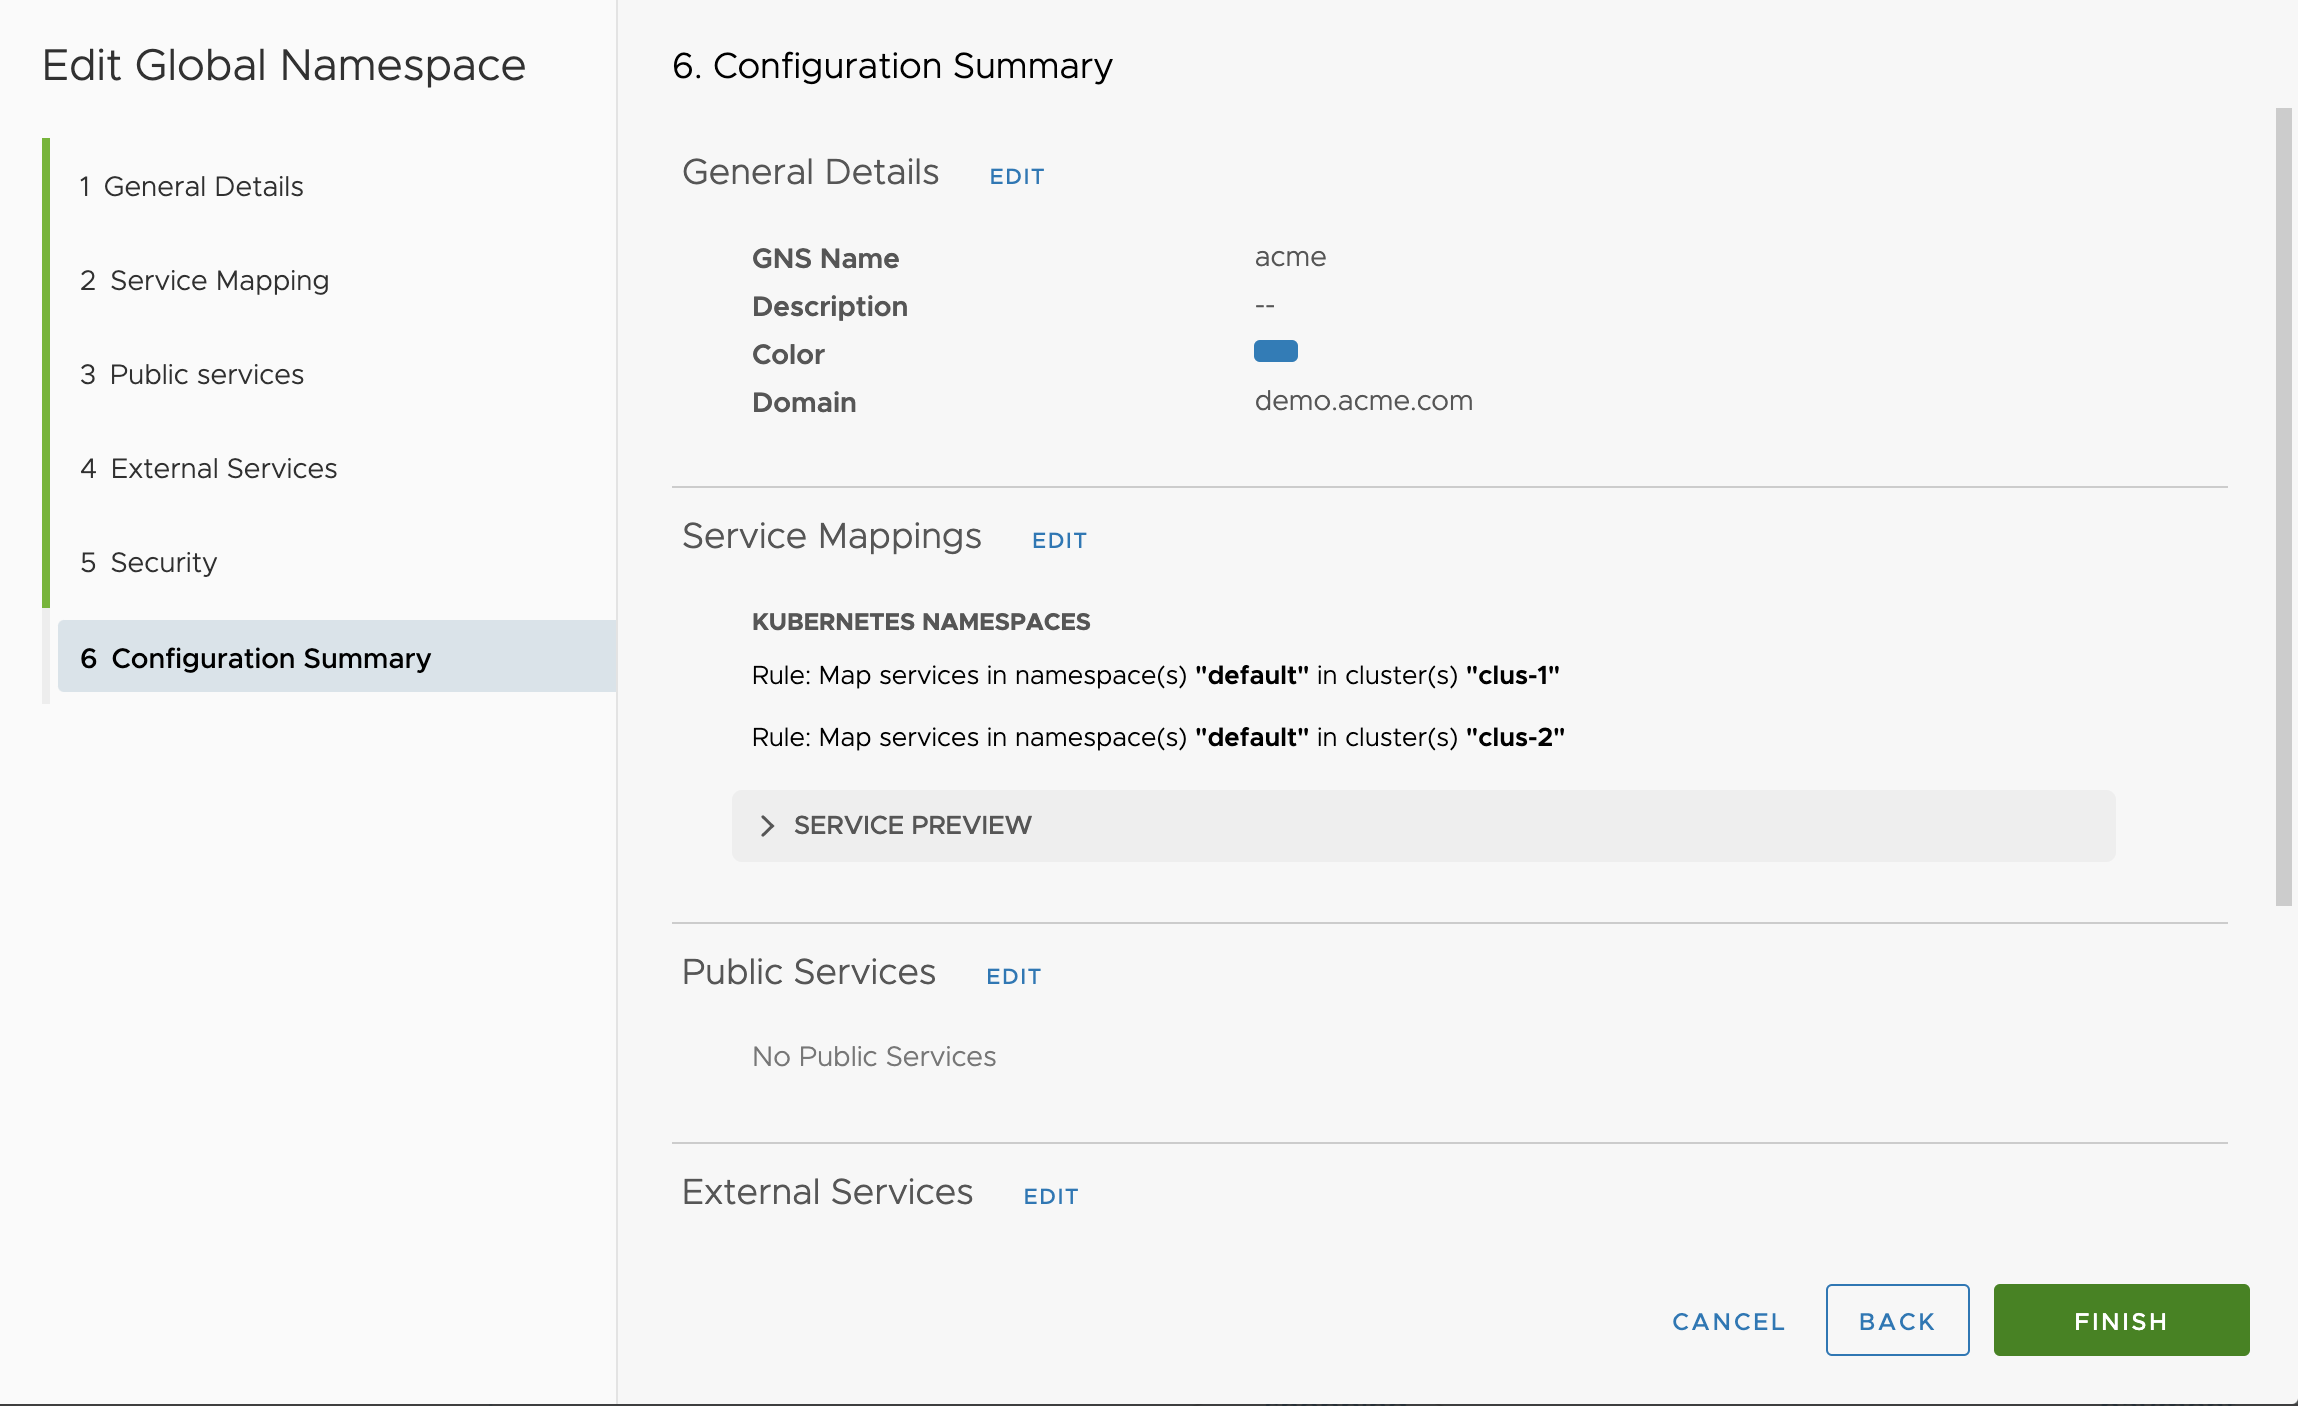 Edit Global Namespace
1 General Details
2 Service Mapping
3 Public services
4 External Services
5 Security
6 Configuration Summary
6. Configuration Summary
General Details EDIT
GNS Name acme
Description --
Color
Domain demo.acme.com
Service Mappings EDIT
KUBERNETES NAMESPACES
Rule: Map services in namespace(s) "default" in cluster(s) "clus-1"
Rule: Map services in namespace(s) "default" in cluster(s) "clus-2"
SERVICE PREVIEW
Public Services EDIT
No Public Services
External Services EDIT
CANCEL BACK FINISH